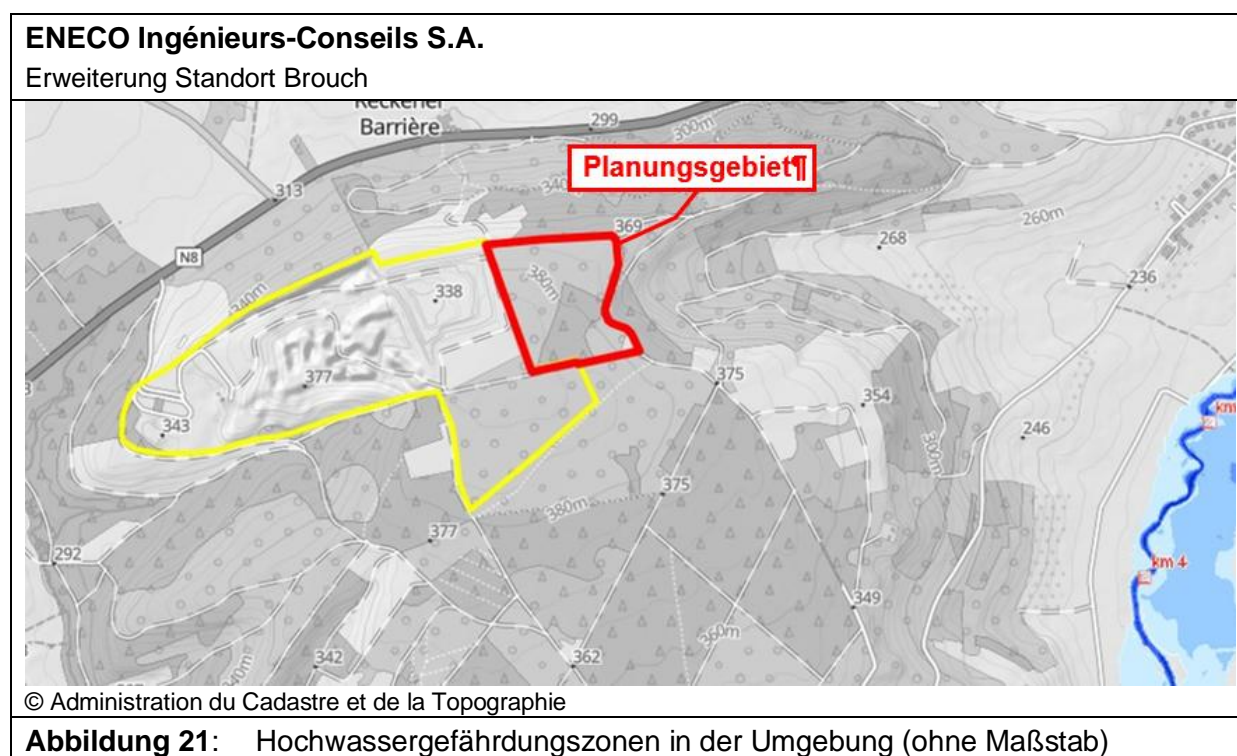 ENECO Ingénieurs-Conseils S.A.
Erweiterung Standort Brouch
Barrière
299
300m
Planungsgebiet¶
340
313
369
260m
268
N8
380m
236
340m
338
377
375
354
343
300m
246
km
375
380m
377
292
km 4
349
360m
342
362
© Administration du Cadastre et de la Topographie
Abbildung 21: Hochwassergefährdungszonen in der Umgebung (ohne Maßstab)